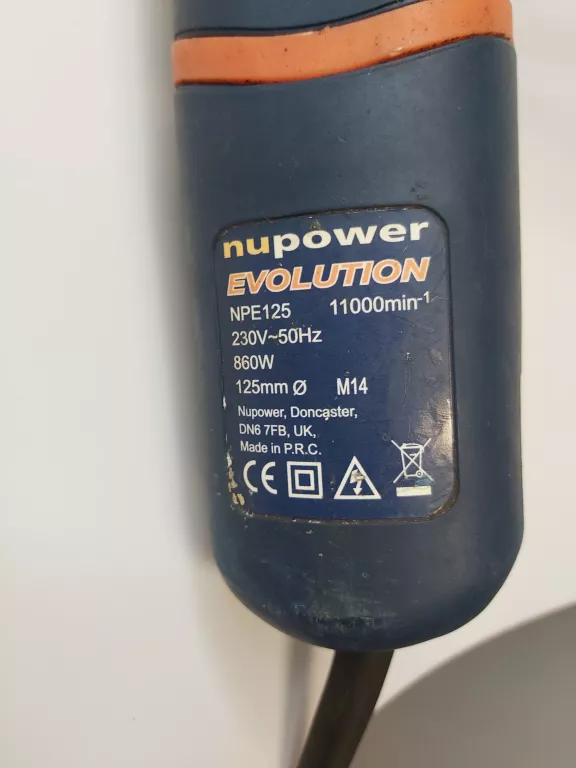 nupower
EVOLUTION
NPE125 11000min-1
230V~50Hz
860W
125mm Ø M14
Nupower, Doncaster,
DN6 7FB, UK,
Made in P.R.C.
CE